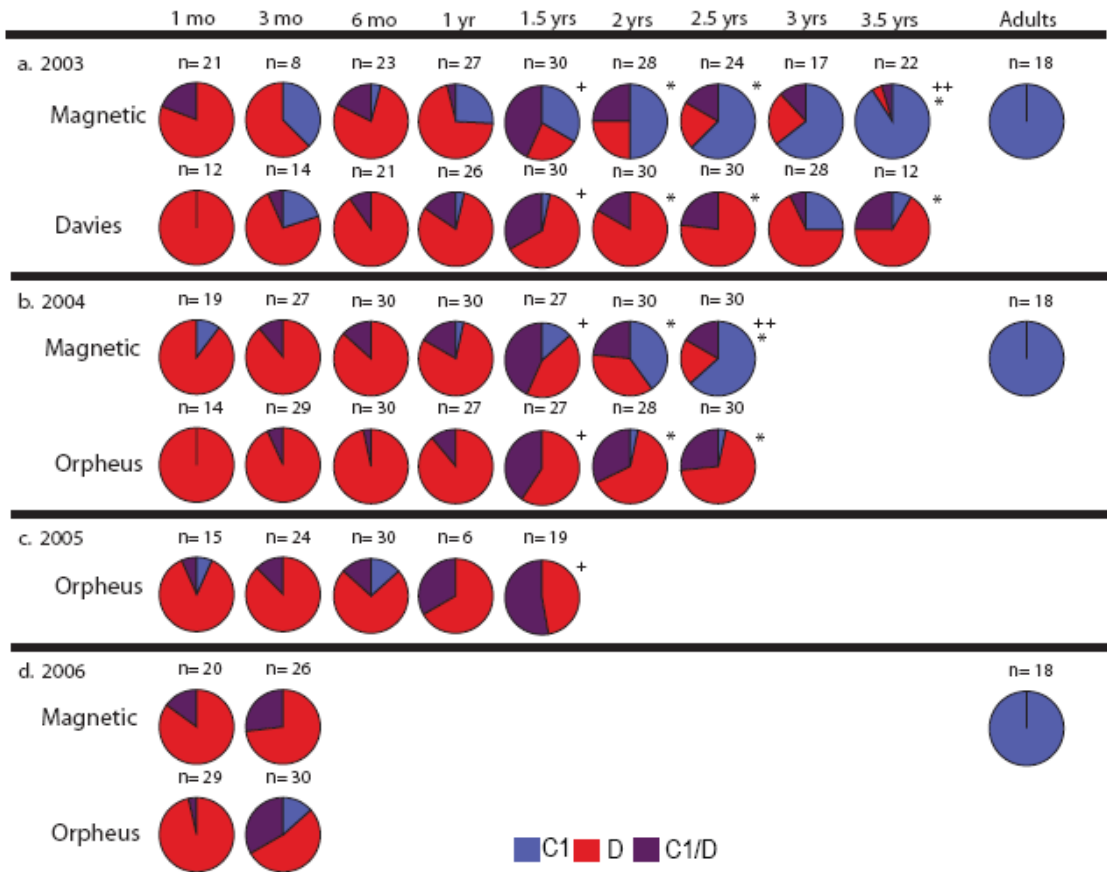 1 mo 3 mo 6 mo 1 yr 1.5 yrs 2 yrs 2.5 yrs 3 yrs 3.5 yrs Adults
a. 2003 n= 21 n= 8 n= 23 n= 27 n= 30 n= 28 n= 24 n= 17 n= 22 n= 18
Magnetic + * * ++ *
n= 12 n= 14 n= 21 n= 26 n= 30 n= 30 n= 30 n= 28 n= 12
Davies + * * *
b. 2004 n= 19 n= 27 n= 30 n= 30 n= 27 n= 30 n= 30 n= 18
Magnetic + * ++ *
n= 14 n= 29 n= 30 n= 27 n= 27 n= 28 n= 30
Orpheus + * *
c. 2005 n= 15 n= 24 n= 30 n= 6 n= 19
Orpheus +
d. 2006 n= 20 n= 26 n= 18
Magnetic
n= 29 n= 30
Orpheus
C1 D C1/D